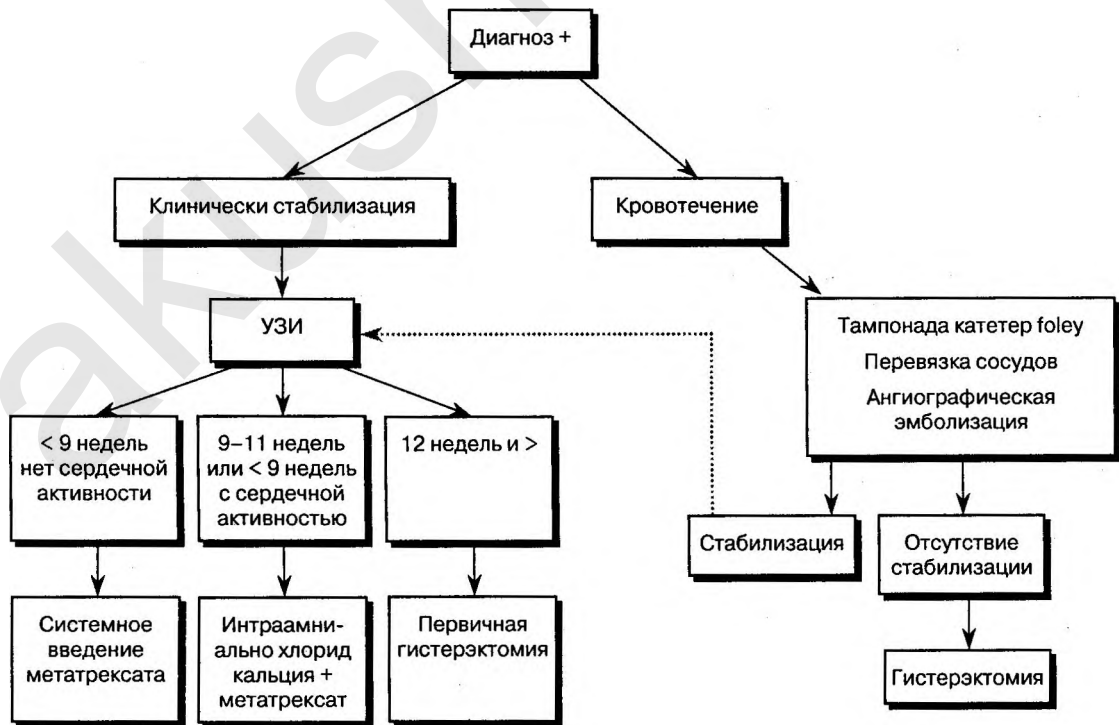 Диагноз +
Клинически стабилизация
Кровотечение
УЗИ
Тампонада катетер foley
Перевязка сосудов
Ангиографическая
эмболизация
< 9 недель
нет сердечной
активности
9–11 недель
или < 9 недель
с сердечной
активностью
12 недель и >
Стабилизация
Отсутствие
стабилизации
Системное
введение
метатрексата
Интраамни-
ально хлорид
кальция +
метатрексат
Первичная
гистерэктомия
Гистерэктомия
akush